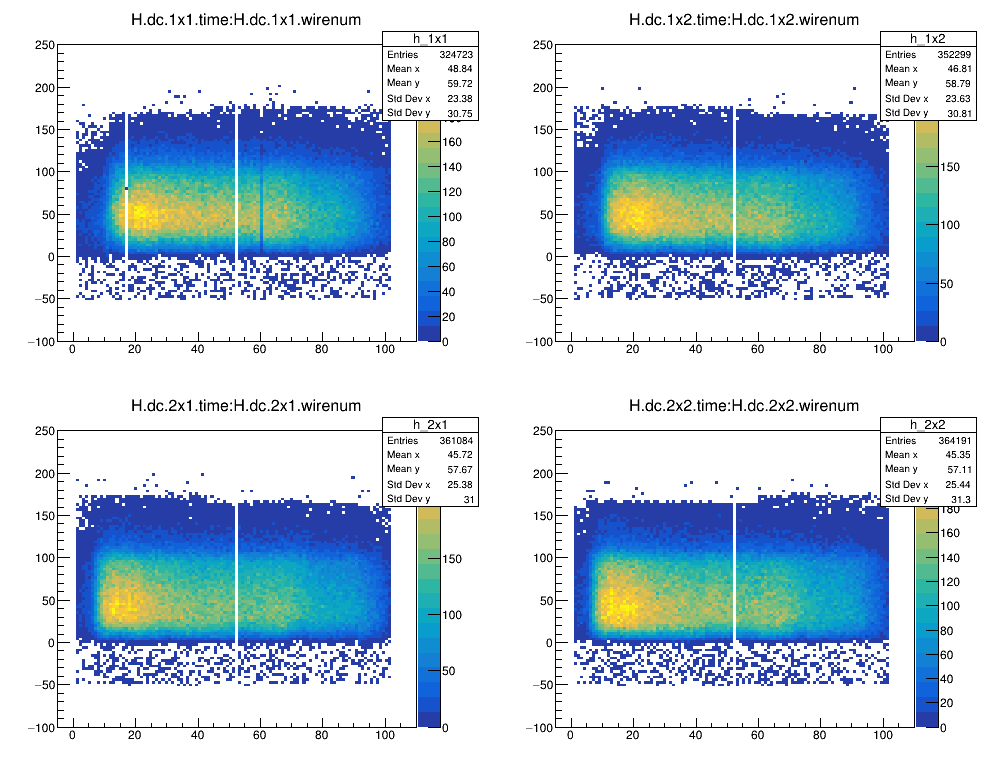 H.dc.1x1.time:H.dc.1x1.wirenum
h_1x1
Entries 324723
Mean x 48.84
Mean y 59.72
Std Dev x 23.38
Std Dev y 30.75
250
200
150
100
50
0
−50
−100
0 20 40 60 80 100
160
140
120
100
80
60
40
20
0
H.dc.1x2.time:H.dc.1x2.wirenum
h_1x2
Entries 352299
Mean x 46.81
Mean y 58.79
Std Dev x 23.63
Std Dev y 30.81
250
200
150
100
50
0
−50
−100
0 20 40 60 80 100
150
100
50
0
H.dc.2x1.time:H.dc.2x1.wirenum
h_2x1
Entries 361084
Mean x 45.72
Mean y 57.67
Std Dev x 25.38
Std Dev y 31
250
200
150
100
50
0
−50
−100
0 20 40 60 80 100
150
100
50
0
H.dc.2x2.time:H.dc.2x2.wirenum
h_2x2
Entries 364191
Mean x 45.35
Mean y 57.11
Std Dev x 25.44
Std Dev y 31.3
250
200
150
100
50
0
−50
−100
0 20 40 60 80 100
180
160
140
120
100
80
60
40
20
0